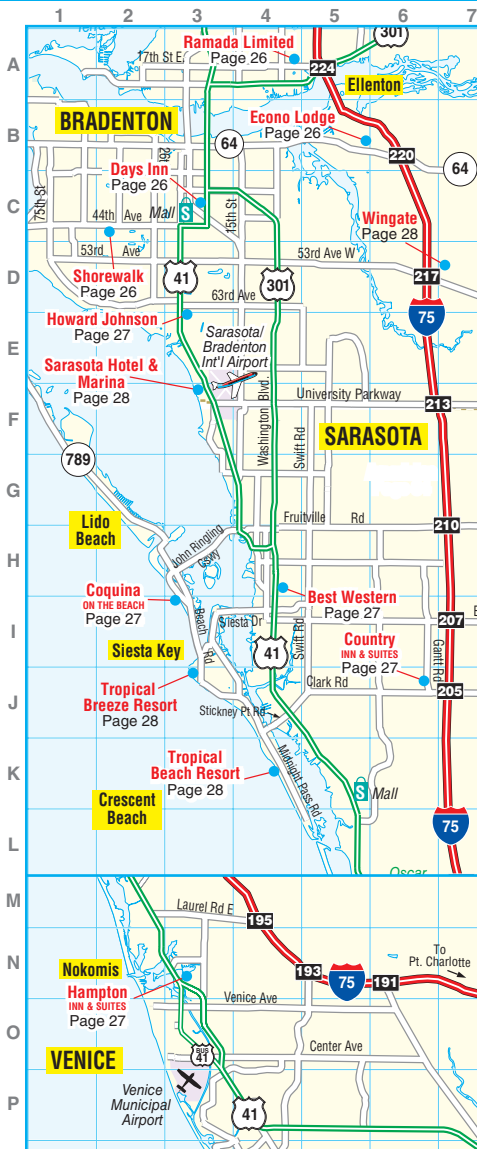 1 2 3 4 5 6 7
A
B
C
D
E
F
G
H
I
J
K
L
M
N
O
P
301
Ramada Limited
Page 26
17th St E
224
Ellenton
BRADENTON
Econo Lodge
Page 26
64
220
64
26th
Days Inn
Page 26
75th St
15th St
44th Ave
Mall
S
Wingate
Page 28
53rd Ave
53rd Ave W
217
Shorewalk
Page 26
41
301
63rd Ave
75
Howard Johnson
Page 27
Sarasota/
Bradenton
Int'l Airport
Sarasota Hotel &
Marina
Page 28
Washington Blvd.
University Parkway
213
SARASOTA
Swift Rd
789
Lido
Beach
Fruitville Rd
210
John Ringling
Cswy
Coquina
ON THE BEACH
Page 27
Best Western
Page 27
207
E
Beach Rd
Siesta Dr
Siesta Key
41
Swift Rd
Country
INN & SUITES
Page 27
Gantt Rd
Clark Rd
205
Tropical
Breeze Resort
Page 28
Stickney Pt Rd
Tropical
Beach Resort
Page 28
Midnight Pass Rd
S
Mall
Crescent
Beach
75
Oscar
Laurel Rd E
195
To
Pt. Charlotte
193
75
191
Nokomis
Hampton
INN & SUITES
Page 27
Venice Ave
VENICE
BUS
41
Center Ave
Venice
Municipal
Airport
41